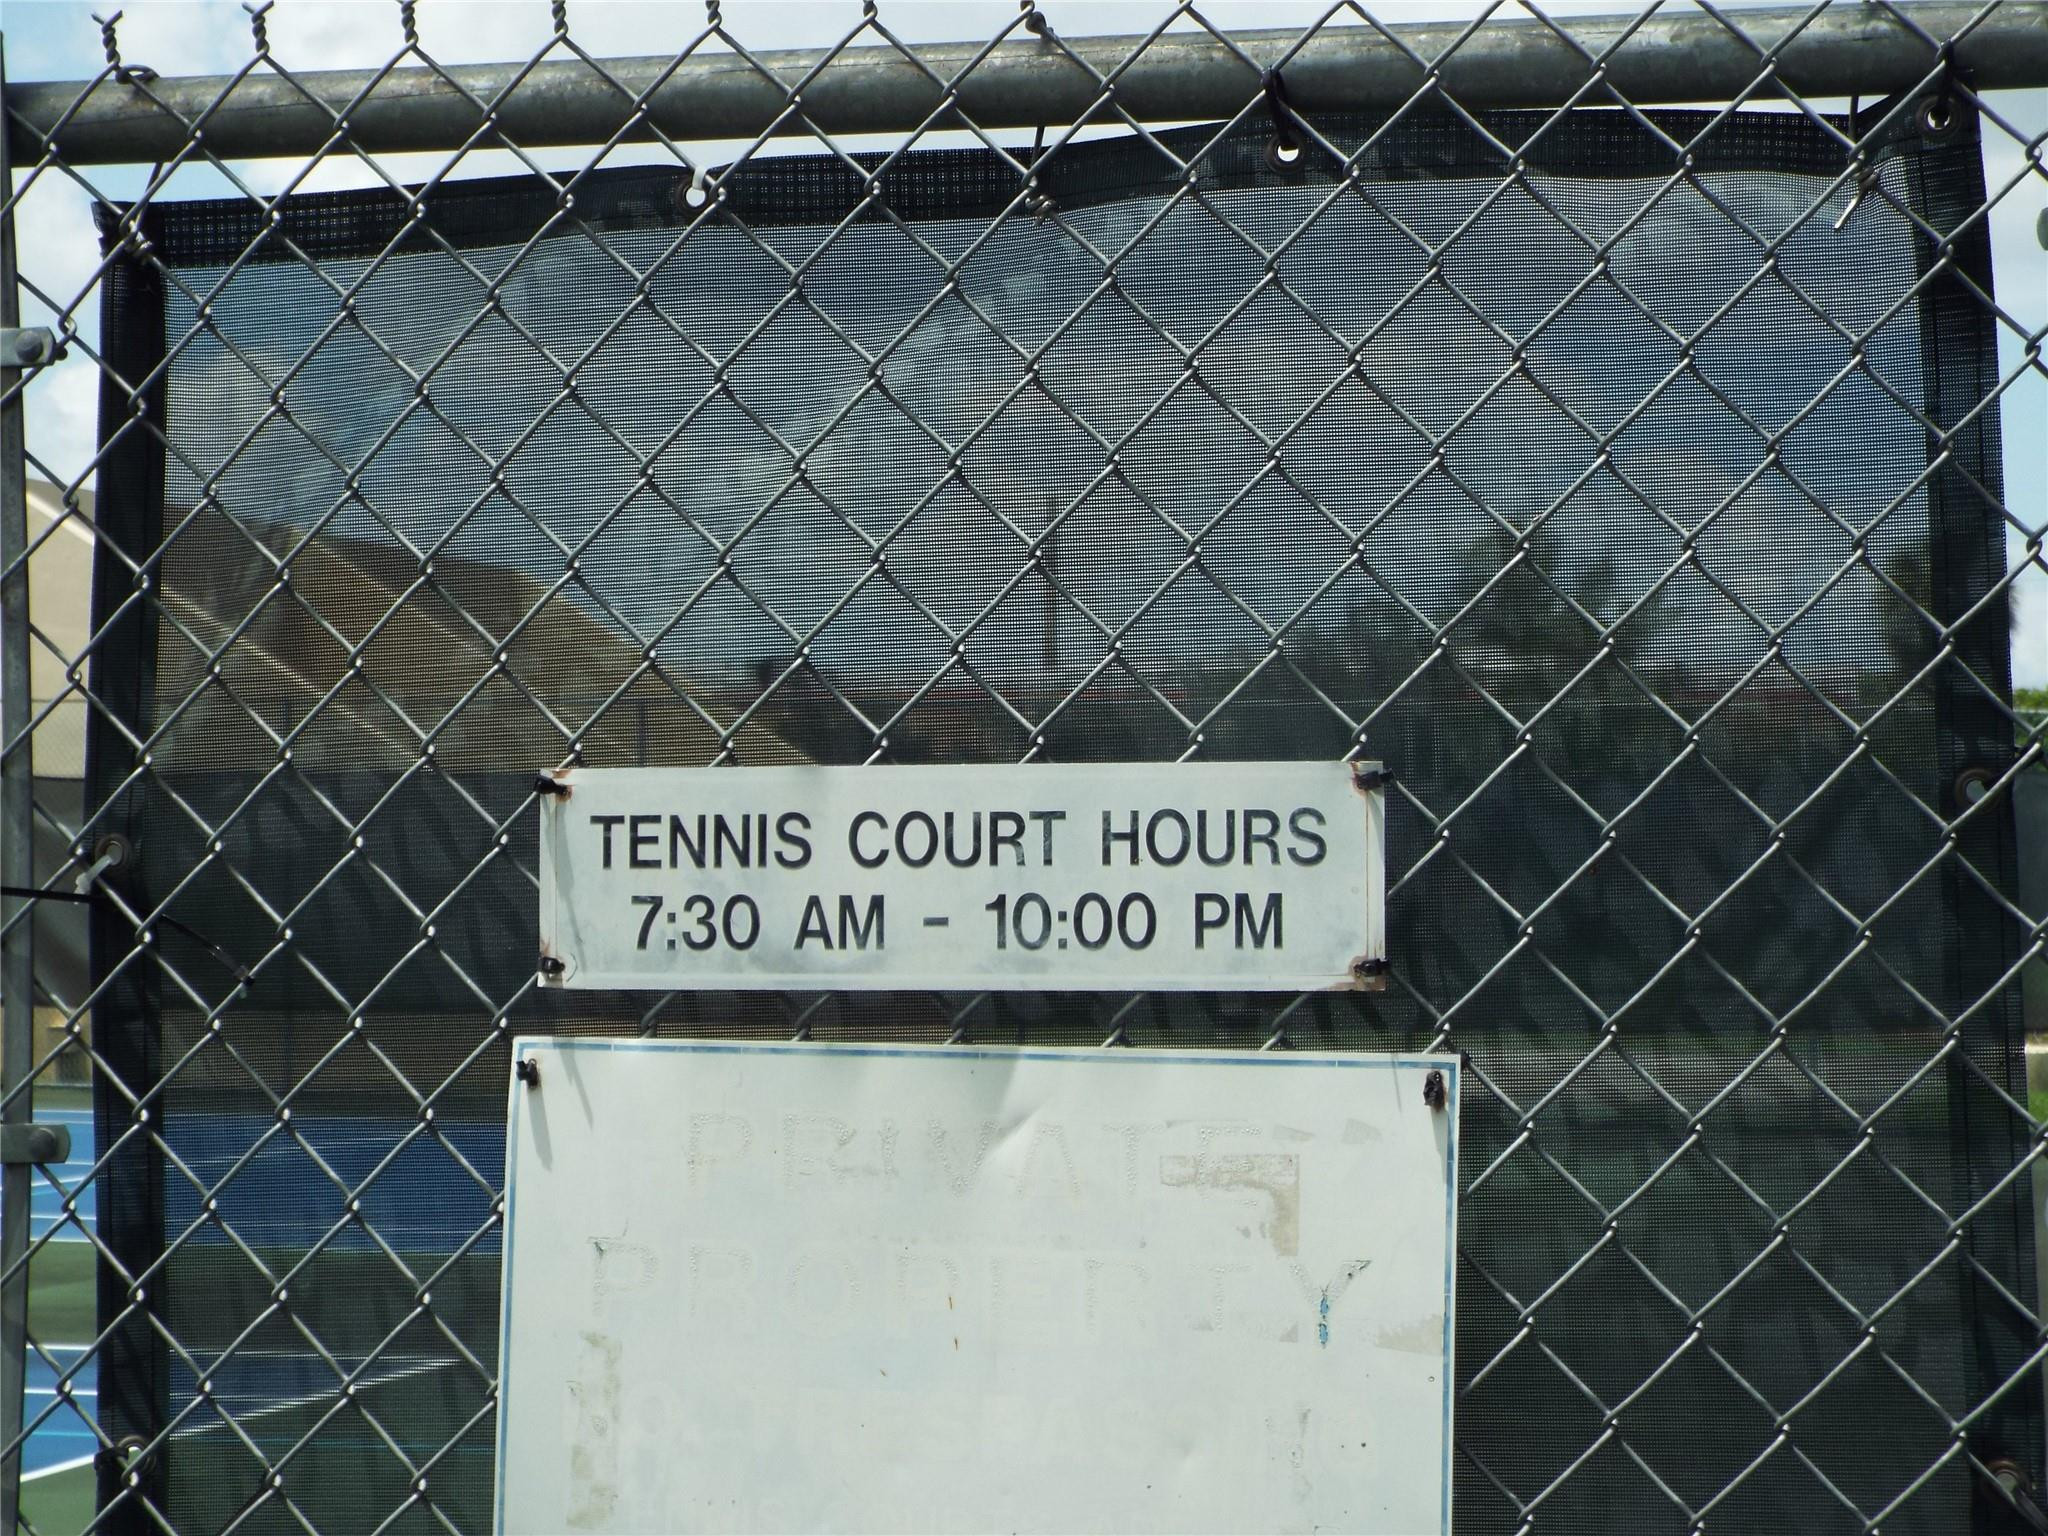 TENNIS COURT HOURS
7:30 AM - 10:00 PM
PRIVATE
PROPERTY